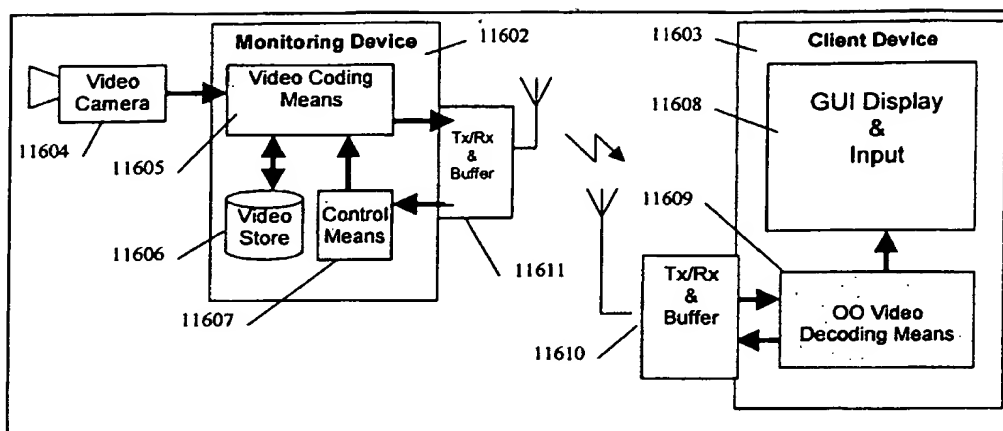 Monitoring Device
11602
11603
Client Device
Video
Camera
Video Coding
Means
11604
11605
Tx/Rx
&
Buffer
11608
GUI Display
&
Input
Video
Store
Control
Means
11606
11607
11611
11609
Tx/Rx
&
Buffer
11610
OO Video
Decoding Means